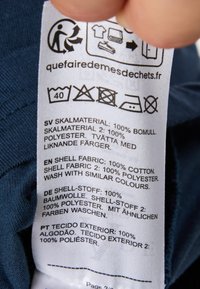 quefairedemesdechets.fr
40
SV SKALMATERIAL: 100% BOMULL
SKALMATERIAL 2: 100%
POLYESTER. TVÄTTA MED
LIKNANDE FÄRGER.
EN SHELL FABRIC: 100% COTTON
SHELL FABRIC 2: 100% POLYESTER
WASH WITH SIMILAR COLOURS.
DE SHELL-STOFF: 100%
BAUMWOLLE. SHELL-STOFF 2:
100% POLYESTER. MIT ÄHNLICHEN
FARBEN WASCHEN.
PT TECIDO EXTERIOR: 100%
ALGODÃO. TECIDO EXTERIOR 2:
100% POLIÉSTER.
Page